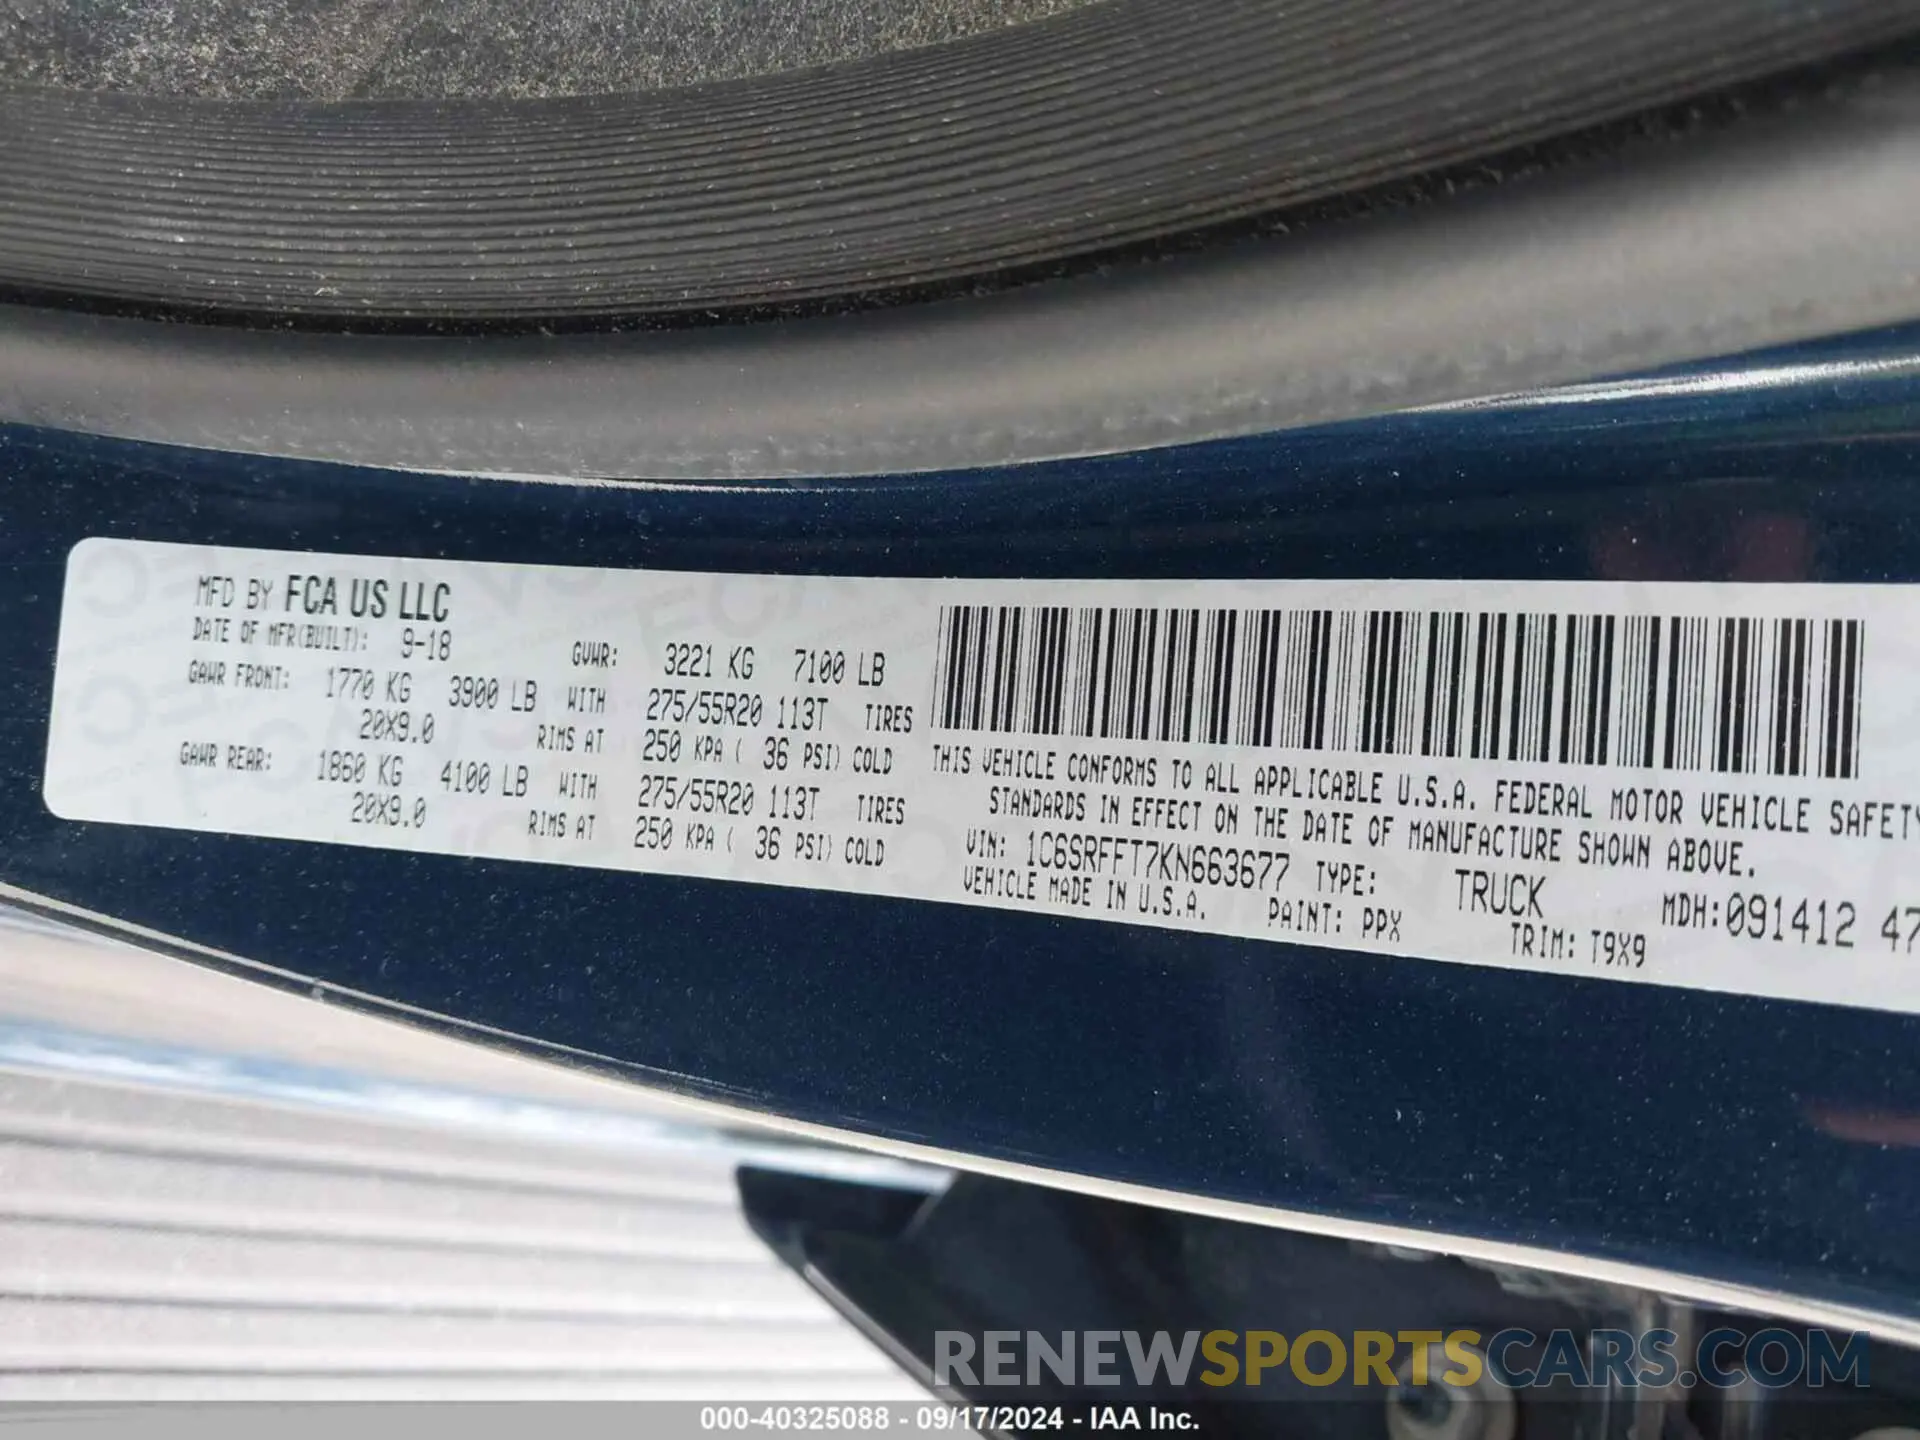 MFD BY FCA US LLC
DATE OF MFR(BUILT): 9-18 GVWR: 3221 KG 7100 LB
GAWR FRONT: 1770 KG 3900 LB WITH 275/55R20 113T TIRES
20X9.0 RIMS AT 250 KPA ( 36 PSI) COLD
GAWR REAR: 1860 KG 4100 LB WITH 275/55R20 113T TIRES
20X9.0 RIMS AT 250 KPA ( 36 PSI) COLD
THIS VEHICLE CONFORMS TO ALL APPLICABLE U.S.A. FEDERAL MOTOR VEHICLE SAFETY
STANDARDS IN EFFECT ON THE DATE OF MANUFACTURE SHOWN ABOVE.
VIN: 1C6SRFFT7KN663677 TYPE: TRUCK MDH:091412 47
VEHICLE MADE IN U.S.A. PAINT: PPX TRIM: T9X9
RENEWSPORTSCARS.COM
000-40325088 - 09/17/2024 - IAA Inc.